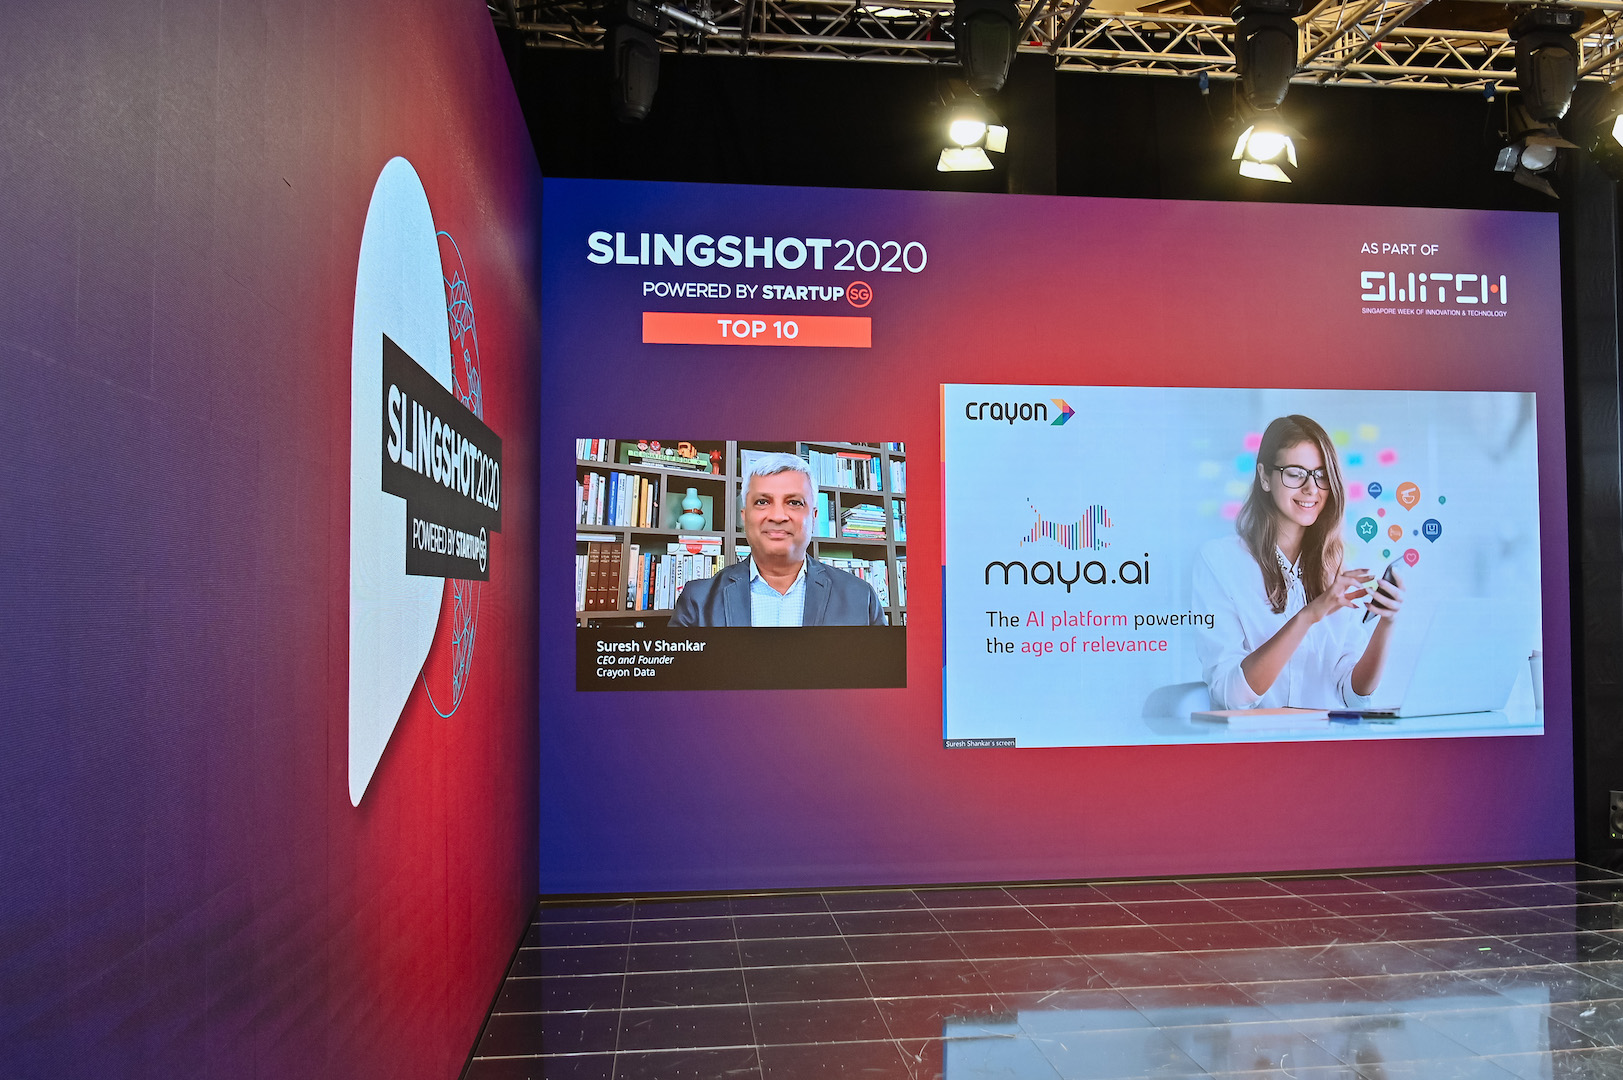 SLINGSHOT2020
POWERED BY STARTUP SG
SLINGSHOT2020
POWERED BY STARTUP SG
TOP 10
AS PART OF
SWITCH
SINGAPORE WEEK OF INNOVATION & TECHNOLOGY
Suresh V Shankar
CEO and Founder
Crayon Data
crayon
maya.ai
The AI platform powering
the age of relevance
Suresh Shankar's screen